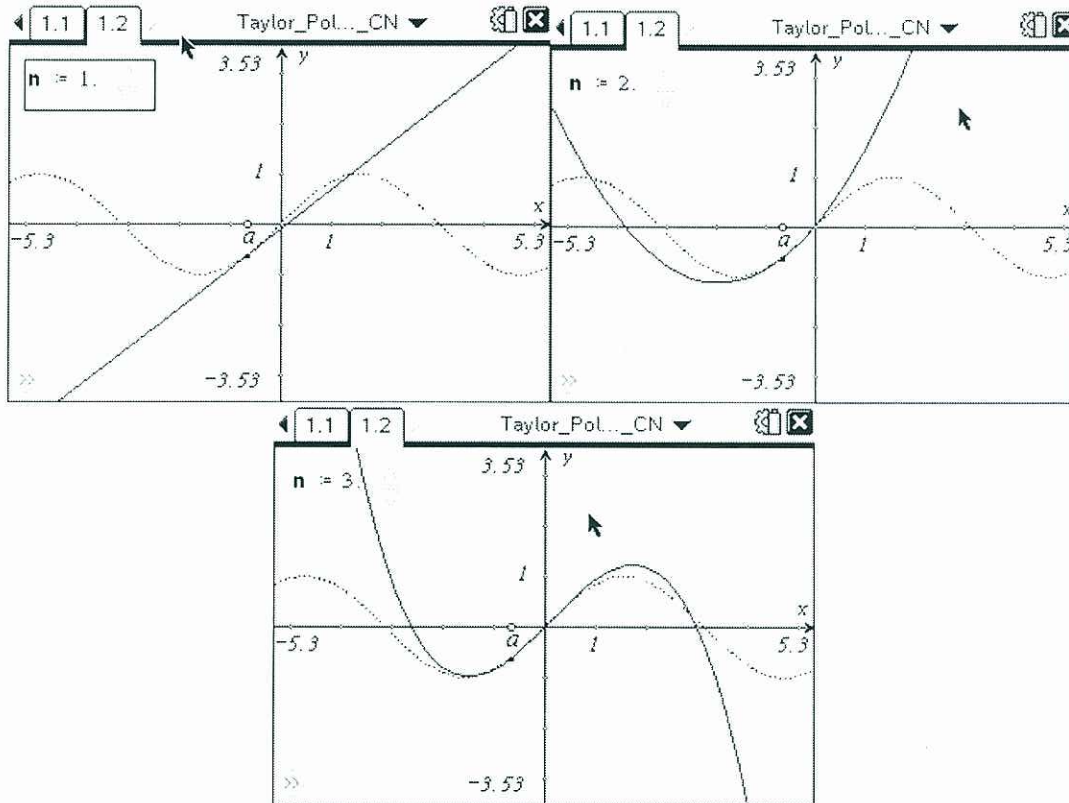 1.1 1.2 Taylor_Pol..._CN
3.53 y
n := 1.
1
x
-5.3 a 1 5.3
-3.53
1.1 1.2 Taylor_Pol..._CN
3.53 y
n := 2.
1
x
-5.3 a 1 5.3
-3.53
1.1 1.2 Taylor_Pol..._CN
3.53 y
n := 3.
1
x
-5.3 a 1 5.3
-3.53